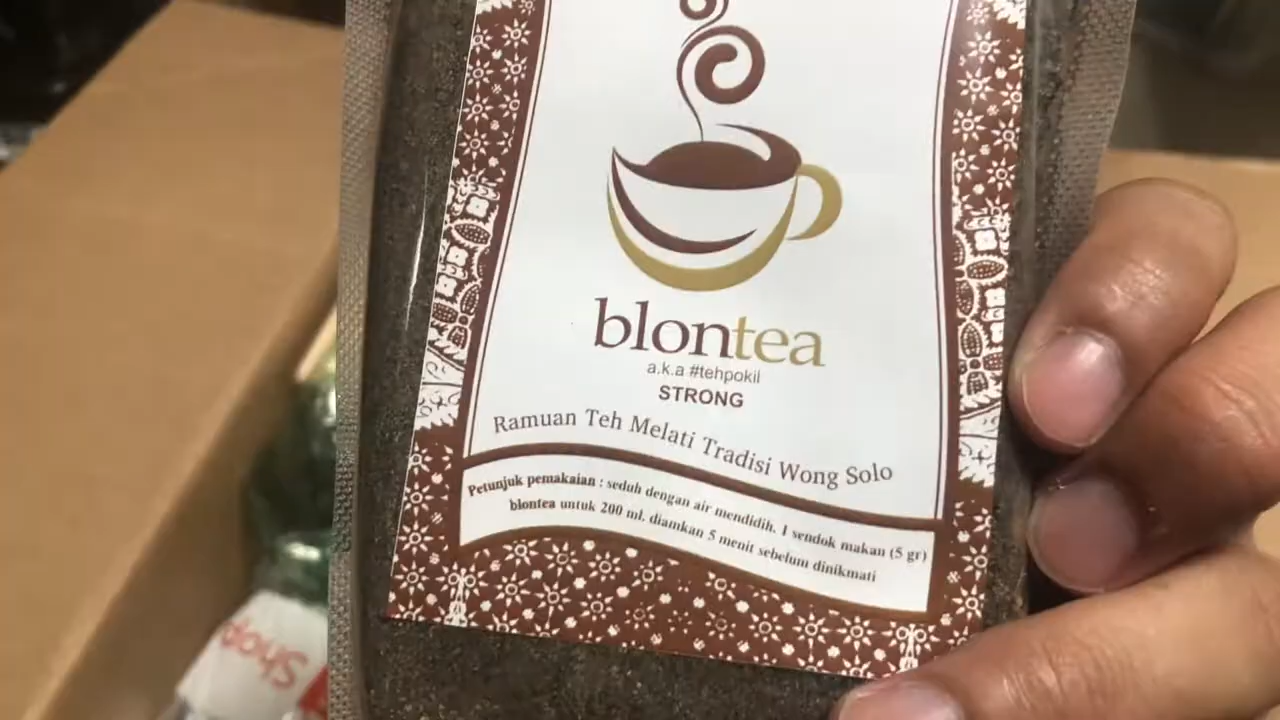 blontea
a.k.a #tehpokil
STRONG
Ramuan Teh Melati Tradisi Wong Solo
Petunjuk pemakaian : seduh dengan air mendidih. 1 sendok makan (5 gr)
blontea untuk 200 ml, diamkan 5 menit sebelum dinikmati
Shop